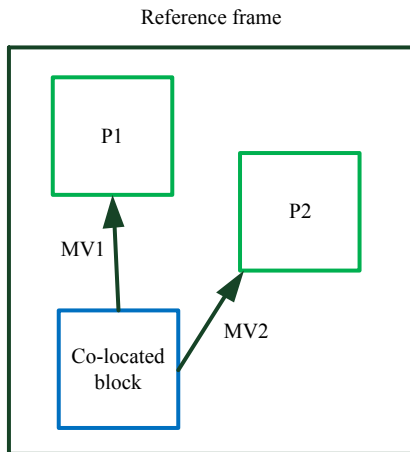 Reference frame
P1
P2
MV1
MV2
Co-located
block